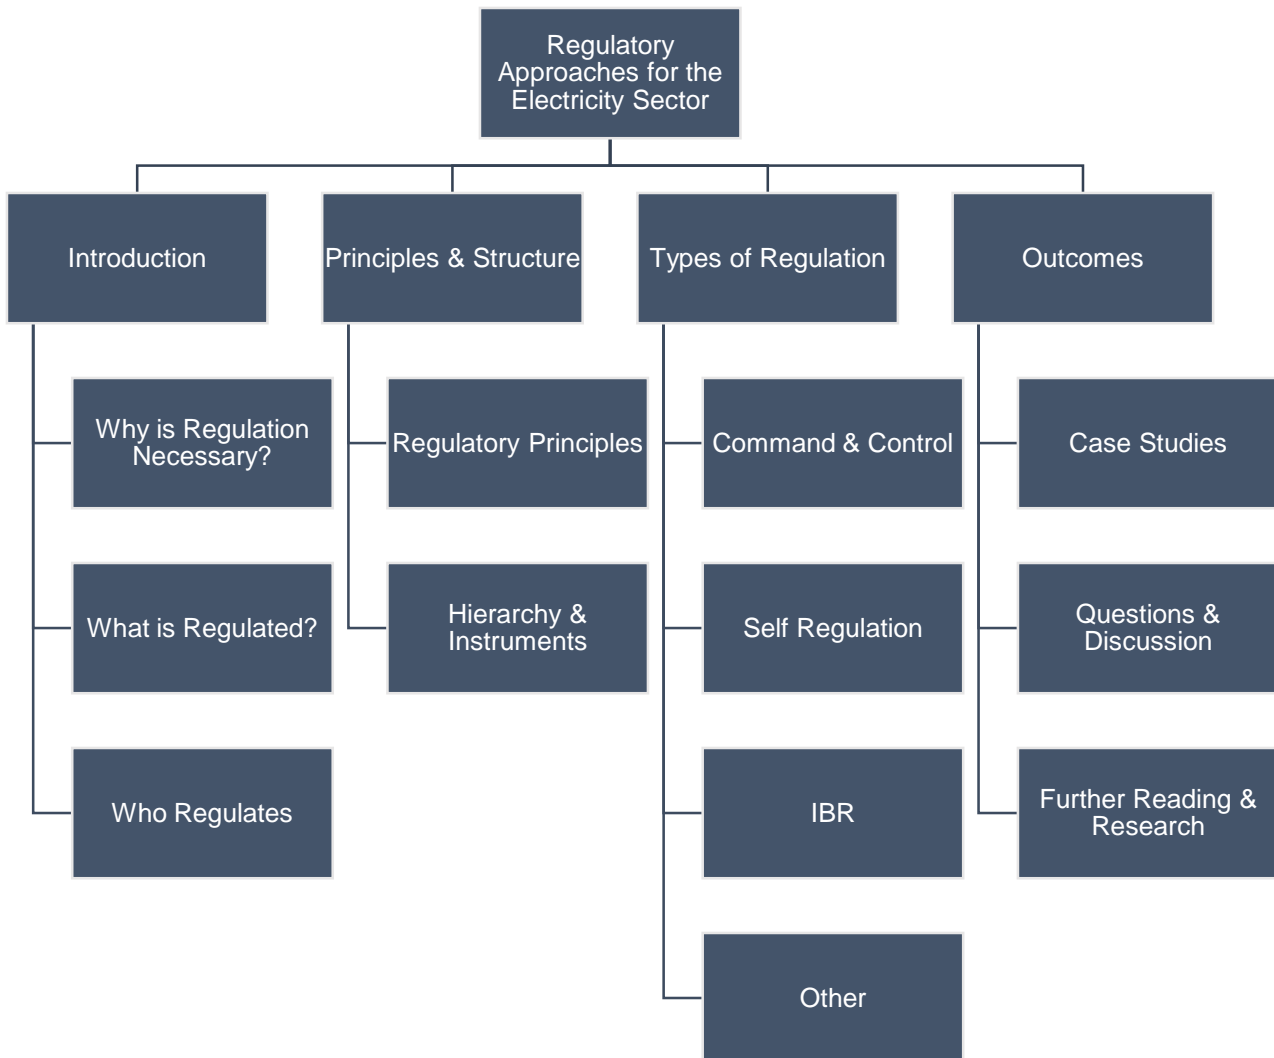 Regulatory
Approaches for the
Electricity Sector
Introduction
Principles & Structure
Types of Regulation
Outcomes
Why is Regulation
Necessary?
Regulatory Principles
Command & Control
Case Studies
What is Regulated?
Hierarchy &
Instruments
Self Regulation
Questions &
Discussion
Who Regulates
IBR
Further Reading &
Research
Other